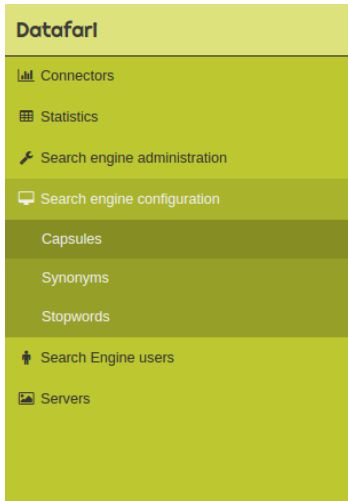 Datafari
Connectors
Statistics
Search engine administration
Search engine configuration
Capsules
Synonyms
Stopwords
Search Engine users
Servers